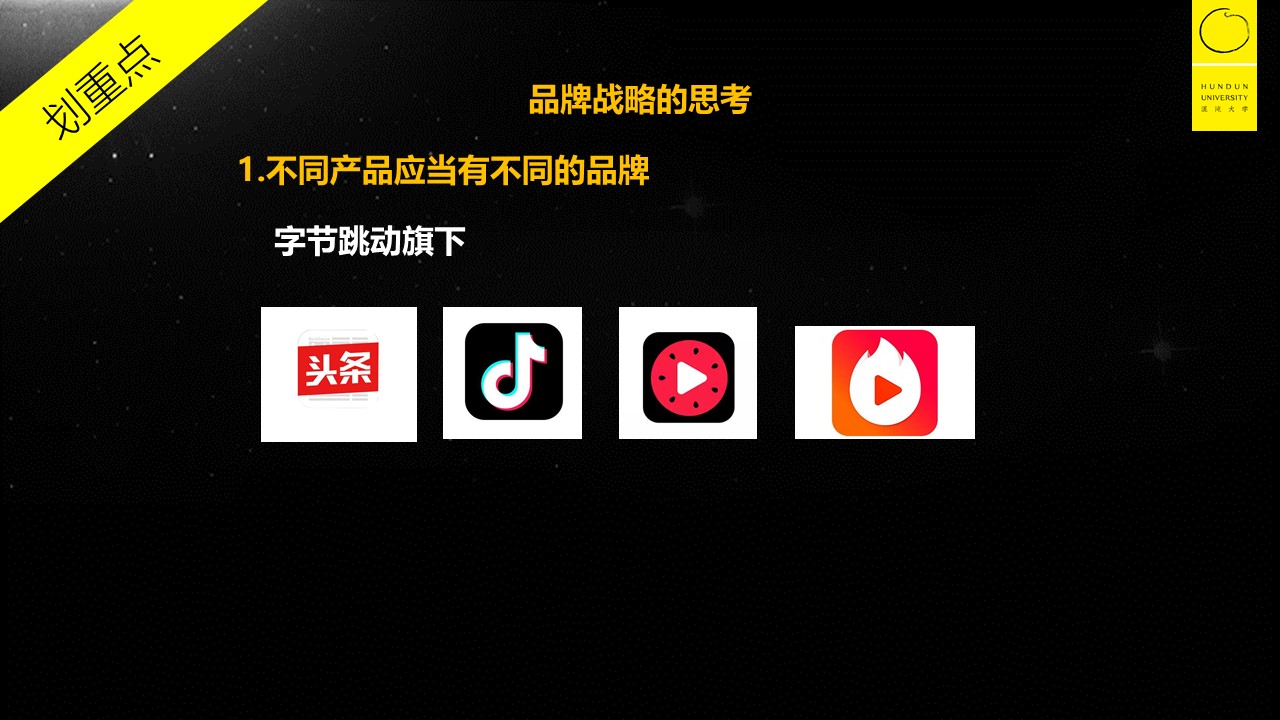 划重点
HUNDUN
UNIVERSITY
混沌大学
品牌战略的思考
1.不同产品应当有不同的品牌
字节跳动旗下
头条